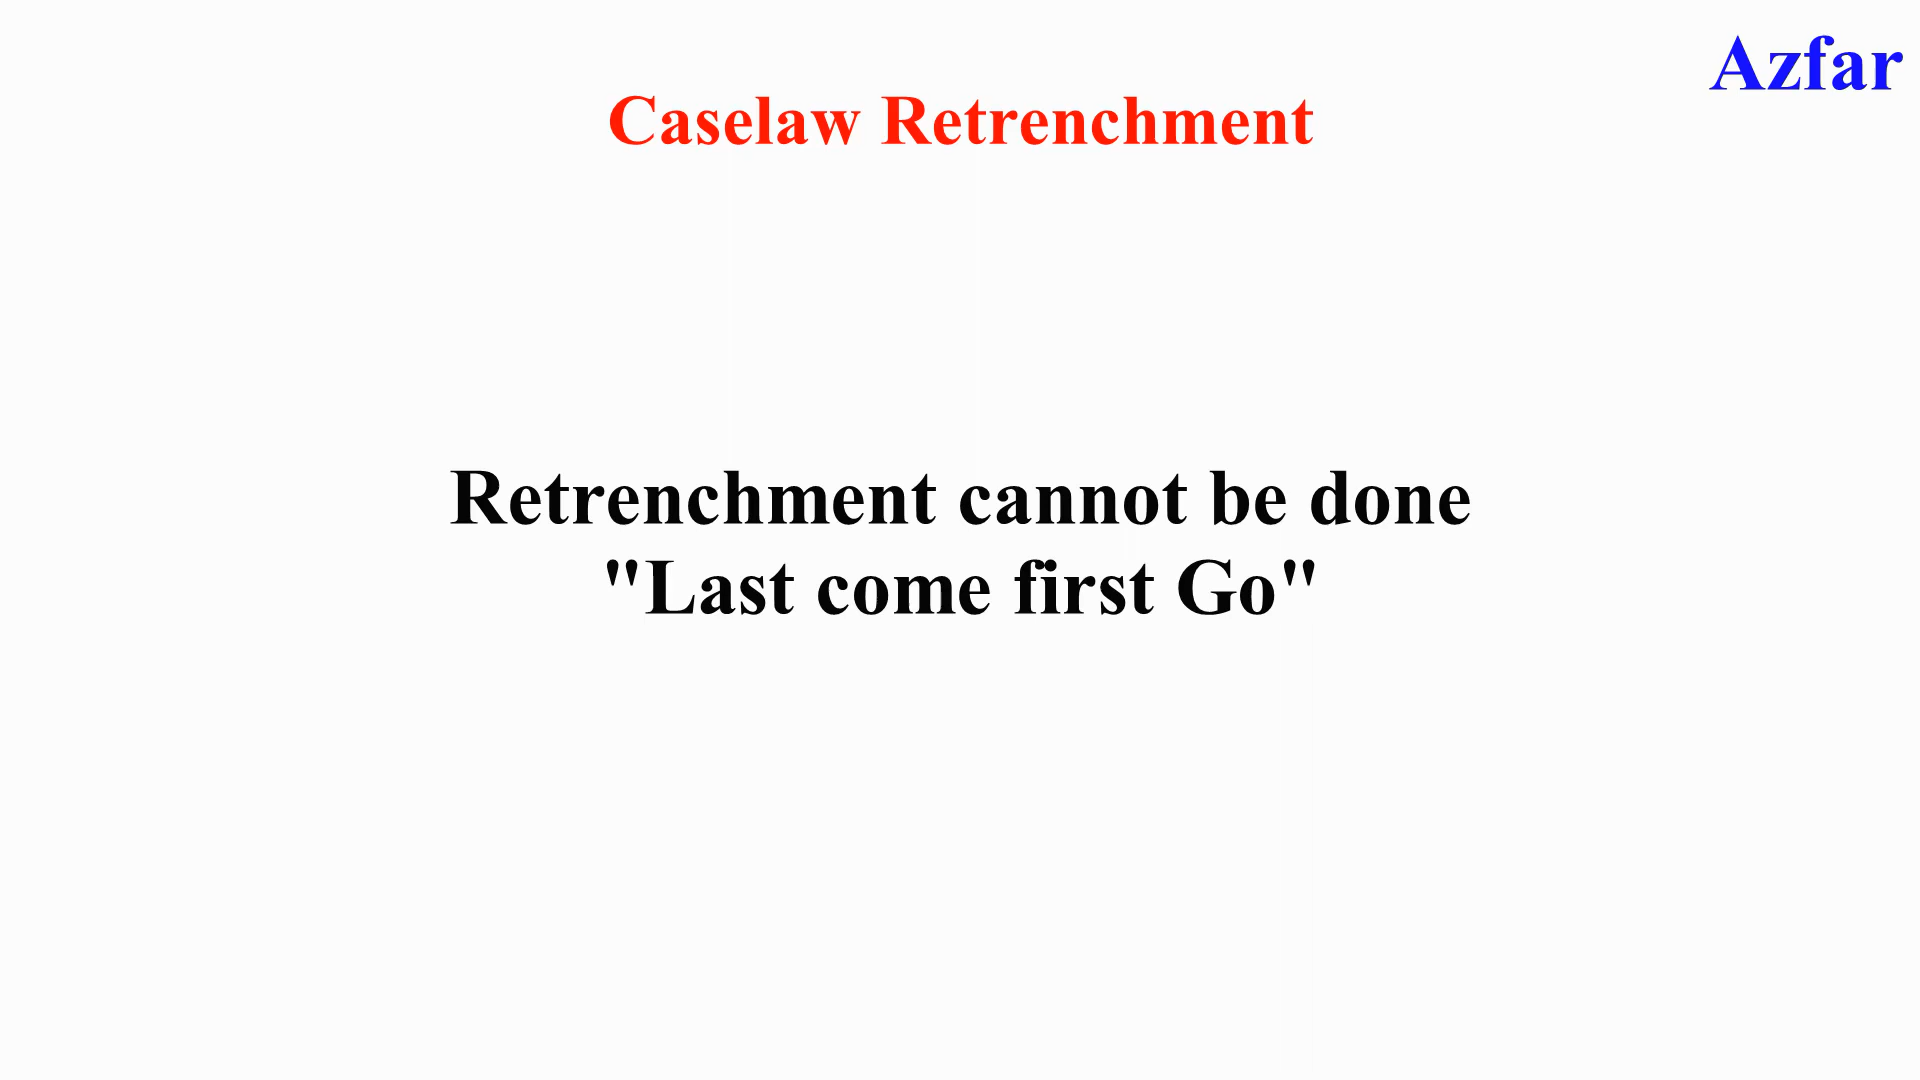 Azfar
Caselaw Retrenchment
Retrenchment cannot be done
"Last come first Go"